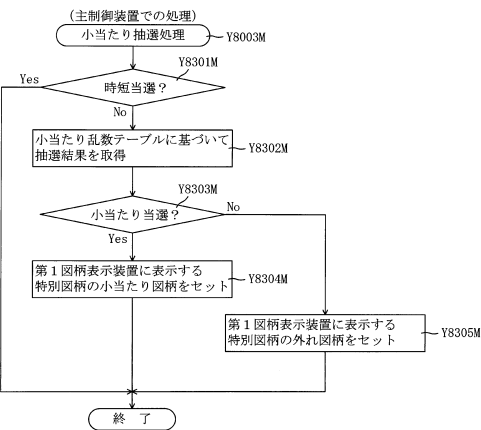 (主制御装置での処理)
小当たり抽選処理
Y8003M
Y8301M
Yes
時短当選?
No
小当たり乱数テーブルに基づいて
抽選結果を取得
Y8302M
Y8303M
小当たり当選?
No
Yes
第1図柄表示装置に表示する
特別図柄の小当たり図柄をセット
Y8304M
第1図柄表示装置に表示する
特別図柄の外れ図柄をセット
Y8305M
終 了